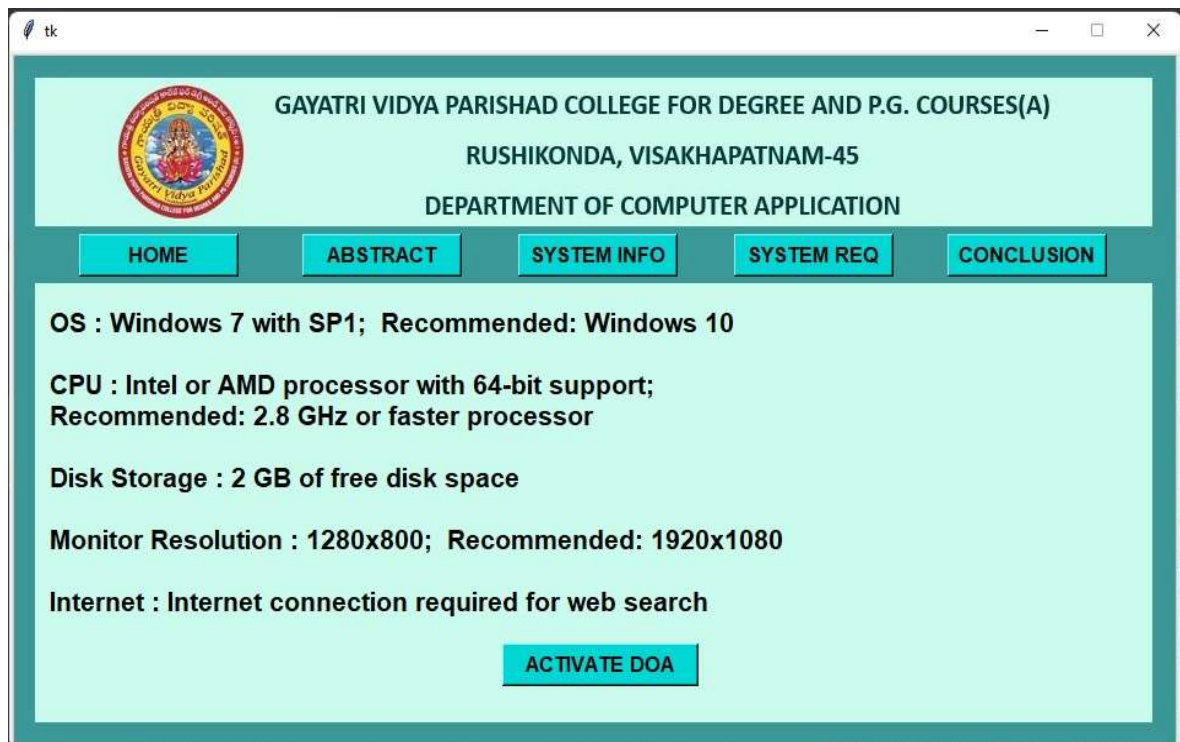 tk
GAYATRI VIDYA PARISHAD COLLEGE FOR DEGREE AND P.G. COURSES(A)
RUSHIKONDA, VISAKHAPATNAM-45
DEPARTMENT OF COMPUTER APPLICATION
Gayatri Vidya Parishad
HOME
ABSTRACT
SYSTEM INFO
SYSTEM REQ
CONCLUSION
OS : Windows 7 with SP1;  Recommended: Windows 10
CPU : Intel or AMD processor with 64-bit support;
Recommended: 2.8 GHz or faster processor
Disk Storage : 2 GB of free disk space
Monitor Resolution : 1280x800;  Recommended: 1920x1080
Internet : Internet connection required for web search
ACTIVATE DOA